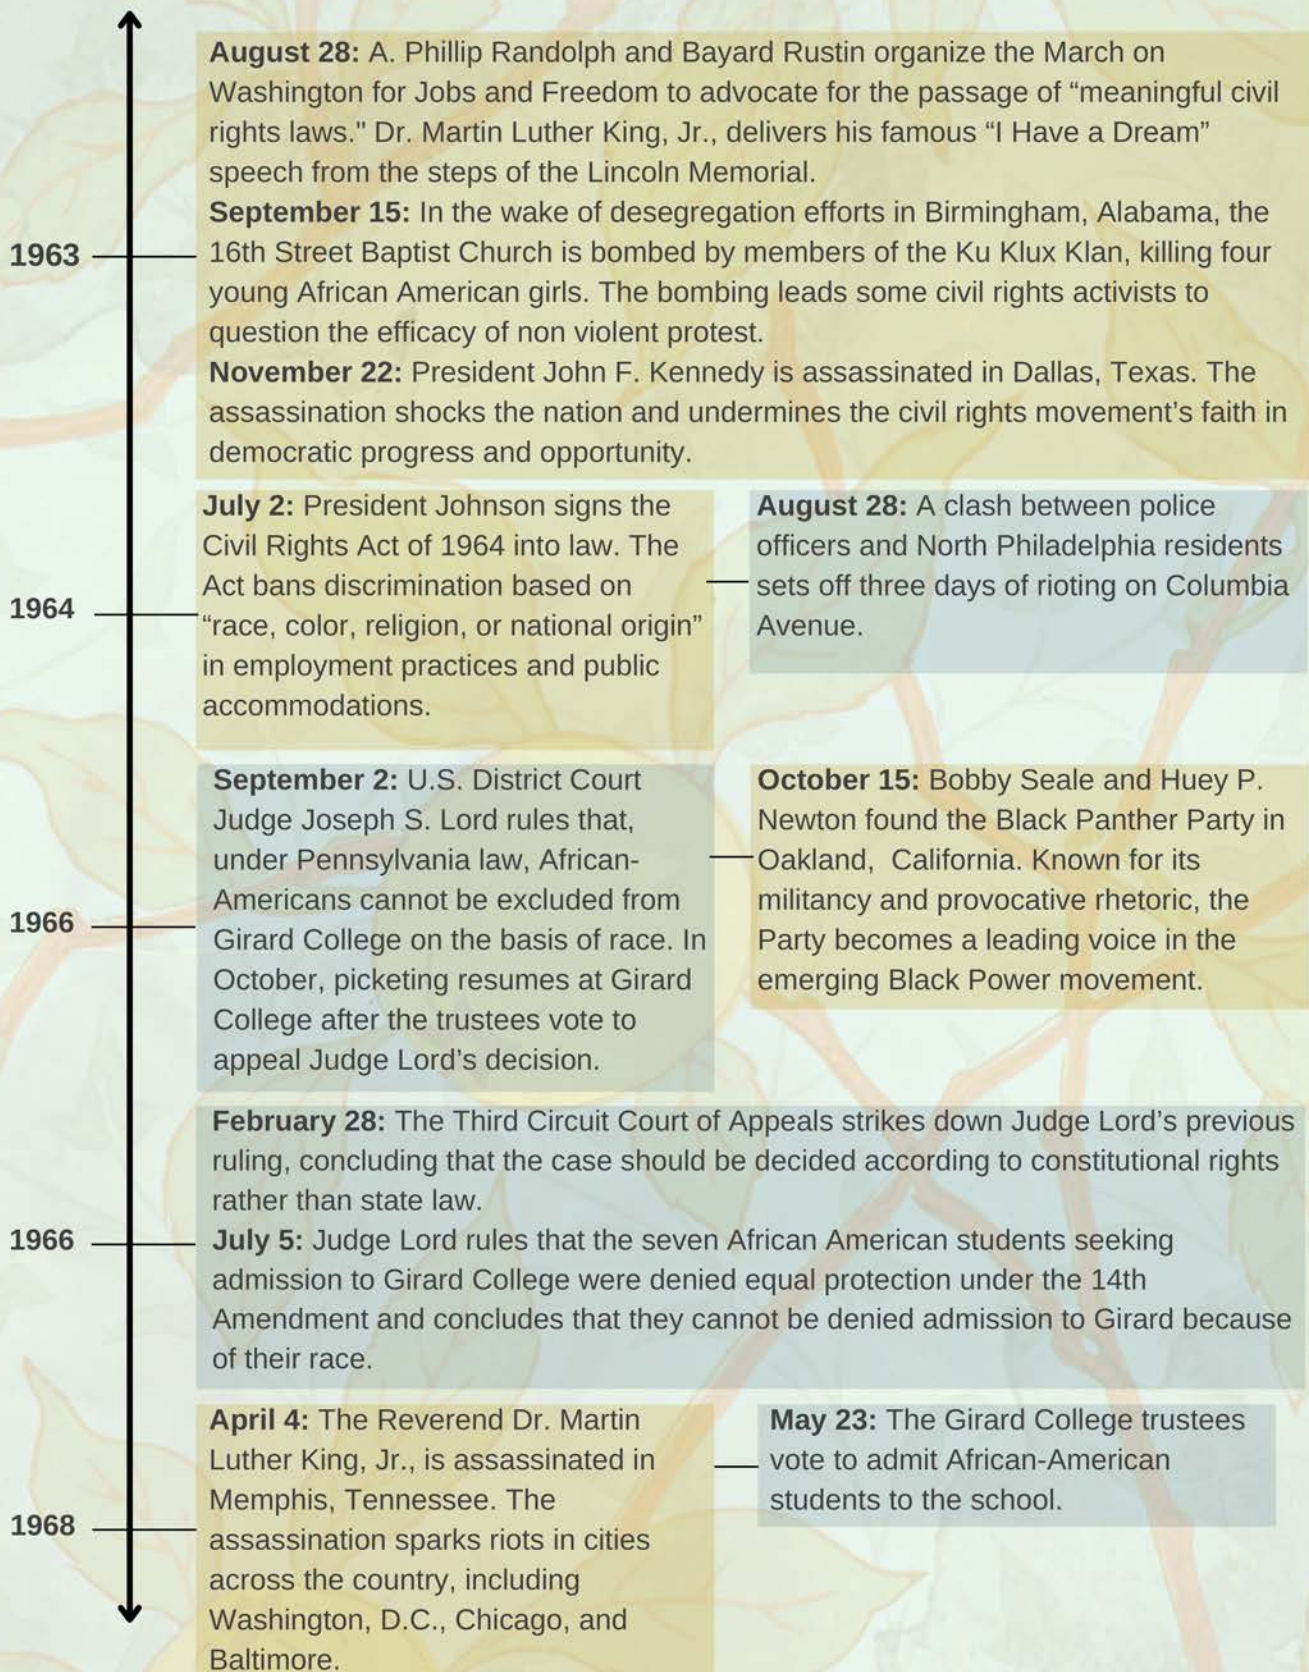 1963
August 28: A. Phillip Randolph and Bayard Rustin organize the March on
Washington for Jobs and Freedom to advocate for the passage of “meaningful civil
rights laws." Dr. Martin Luther King, Jr., delivers his famous “I Have a Dream”
speech from the steps of the Lincoln Memorial.
September 15: In the wake of desegregation efforts in Birmingham, Alabama, the
16th Street Baptist Church is bombed by members of the Ku Klux Klan, killing four
young African American girls. The bombing leads some civil rights activists to
question the efficacy of non violent protest.
November 22: President John F. Kennedy is assassinated in Dallas, Texas. The
assassination shocks the nation and undermines the civil rights movement’s faith in
democratic progress and opportunity.
1964
July 2: President Johnson signs the
Civil Rights Act of 1964 into law. The
Act bans discrimination based on
“race, color, religion, or national origin”
in employment practices and public
accommodations.
August 28: A clash between police
officers and North Philadelphia residents
sets off three days of rioting on Columbia
Avenue.
1966
September 2: U.S. District Court
Judge Joseph S. Lord rules that,
under Pennsylvania law, African-
Americans cannot be excluded from
Girard College on the basis of race. In
October, picketing resumes at Girard
College after the trustees vote to
appeal Judge Lord’s decision.
October 15: Bobby Seale and Huey P.
Newton found the Black Panther Party in
Oakland, California. Known for its
militancy and provocative rhetoric, the
Party becomes a leading voice in the
emerging Black Power movement.
1966
February 28: The Third Circuit Court of Appeals strikes down Judge Lord’s previous
ruling, concluding that the case should be decided according to constitutional rights
rather than state law.
July 5: Judge Lord rules that the seven African American students seeking
admission to Girard College were denied equal protection under the 14th
Amendment and concludes that they cannot be denied admission to Girard because
of their race.
1968
April 4: The Reverend Dr. Martin
Luther King, Jr., is assassinated in
Memphis, Tennessee. The
assassination sparks riots in cities
across the country, including
Washington, D.C., Chicago, and
Baltimore.
May 23: The Girard College trustees
vote to admit African-American
students to the school.